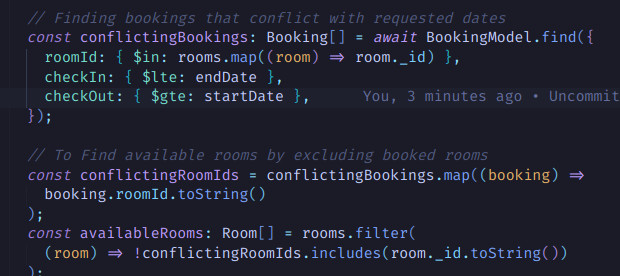 // Finding bookings that conflict with requested dates
const conflictingBookings: Booking[] = await BookingModel.find({
  roomId: { $in: rooms.map((room) => room._id) },
  checkIn: { $lte: endDate },
  checkOut: { $gte: startDate },      You, 3 minutes ago • Uncommit
});

// To Find available rooms by excluding booked rooms
const conflictingRoomIds = conflictingBookings.map((booking) =>
  booking.roomId.toString()
);
const availableRooms: Room[] = rooms.filter(
  (room) => !conflictingRoomIds.includes(room._id.toString())
);